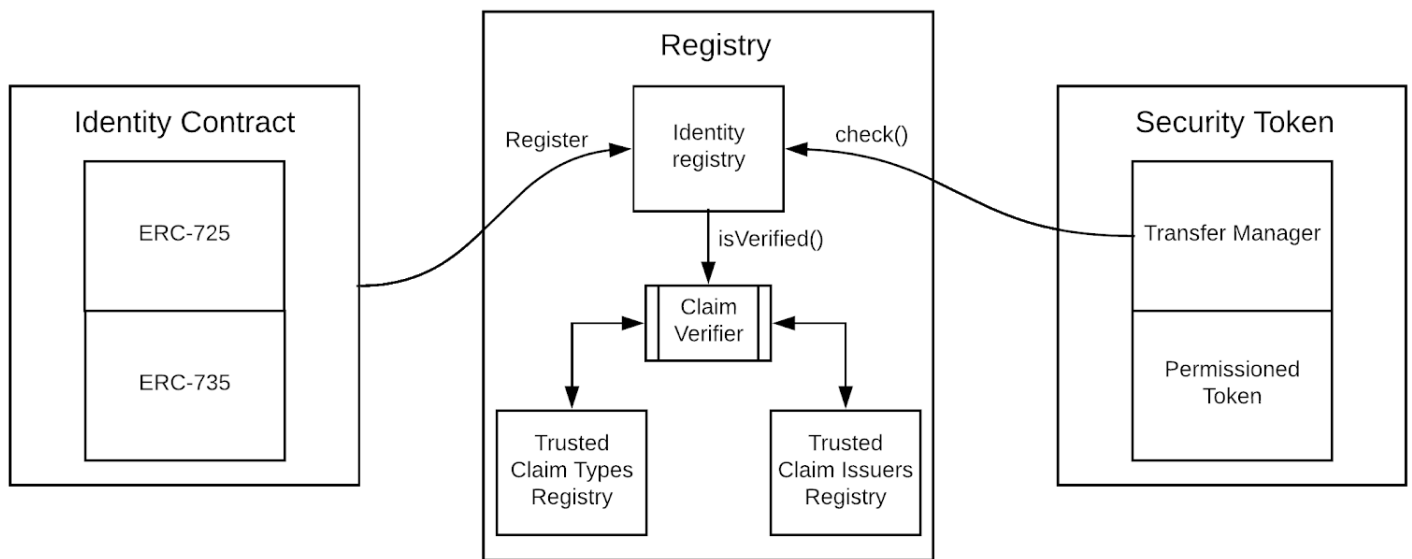 Registry
Identity Contract
ERC-725
ERC-735
Register
Identity
registry
isVerified()
Claim
Verifier
Trusted
Claim Types
Registry
Trusted
Claim Issuers
Registry
check()
Security Token
Transfer Manager
Permissioned
Token